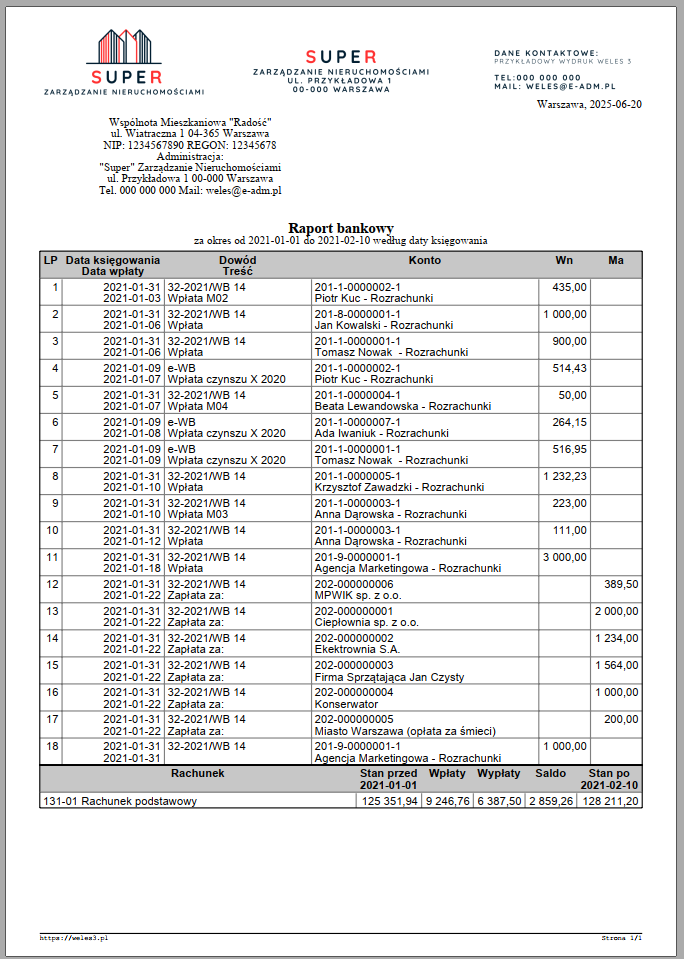 SUPER
ZARZĄDZANIE NIERUCHOMOŚCIAMI
SUPER
ZARZĄDZANIE NIERUCHOMOŚCIAMI
UL. PRZYKŁADOWA 1
00-000 WARSZAWA
DANE KONTAKTOWE:
PRZYKŁADOWY WYDRUK WELES 3
TEL:000 000 000
MAIL: WELES@E-ADM.PL
Warszawa, 2025-06-20
Wspólnota Mieszkaniowa "Radość"
ul. Wiatraczna 1 04-365 Warszawa
NIP: 1234567890 REGON: 12345678
Administracja:
"Super" Zarządzanie Nieruchomościami
ul. Przykładowa 1 00-000 Warszawa
Tel. 000 000 000 Mail: weles@e-adm.pl
Raport bankowy
za okres od 2021-01-01 do 2021-02-10 według daty księgowania
LP Data księgowania Dowód Konto Wn Ma
Data wpłaty Treść
1 2021-01-31 32-2021/WB 14 201-1-0000002-1 435,00
2021-01-03 Wpłata M02 Piotr Kuc - Rozrachunki
2 2021-01-31 32-2021/WB 14 201-8-0000001-1 1 000,00
2021-01-06 Wpłata Jan Kowalski - Rozrachunki
3 2021-01-31 32-2021/WB 14 201-1-0000001-1 900,00
2021-01-06 Wpłata Tomasz Nowak - Rozrachunki
4 2021-01-09 e-WB 201-1-0000002-1 514,43
2021-01-07 Wpłata czynszu X 2020 Piotr Kuc - Rozrachunki
5 2021-01-31 32-2021/WB 14 201-1-0000004-1 50,00
2021-01-07 Wpłata M04 Beata Lewandowska - Rozrachunki
6 2021-01-09 e-WB 201-1-0000007-1 264,15
2021-01-08 Wpłata czynszu X 2020 Ada Iwaniuk - Rozrachunki
7 2021-01-09 e-WB 201-1-0000001-1 516,95
2021-01-09 Wpłata czynszu X 2020 Tomasz Nowak - Rozrachunki
8 2021-01-31 32-2021/WB 14 201-1-0000005-1 1 232,23
2021-01-10 Wpłata Krzysztof Zawadzki - Rozrachunki
9 2021-01-31 32-2021/WB 14 201-1-0000003-1 223,00
2021-01-10 Wpłata M03 Anna Dąrowska - Rozrachunki
10 2021-01-31 32-2021/WB 14 201-1-0000003-1 111,00
2021-01-12 Wpłata Anna Dąrowska - Rozrachunki
11 2021-01-31 32-2021/WB 14 201-9-0000001-1 3 000,00
2021-01-18 Wpłata Agencja Marketingowa - Rozrachunki
12 2021-01-31 32-2021/WB 14 202-000000006 389,50
2021-01-22 Zapłata za: MPWIK sp. z o.o.
13 2021-01-31 32-2021/WB 14 202-000000001 2 000,00
2021-01-22 Zapłata za: Ciepłownia sp. z o.o.
14 2021-01-31 32-2021/WB 14 202-000000002 1 234,00
2021-01-22 Zapłata za: Ekektrownia S.A.
15 2021-01-31 32-2021/WB 14 202-000000003 1 564,00
2021-01-22 Zapłata za: Firma Sprzątająca Jan Czysty
16 2021-01-31 32-2021/WB 14 202-000000004 1 000,00
2021-01-22 Zapłata za: Konserwator
17 2021-01-31 32-2021/WB 14 202-000000005 200,00
2021-01-22 Zapłata za: Miasto Warszawa (opłata za śmieci)
18 2021-01-31 32-2021/WB 14 201-9-0000001-1 1 000,00
2021-01-31 Agencja Marketingowa - Rozrachunki
Rachunek Stan przed Wpłaty Wypłaty Saldo Stan po
2021-01-01 2021-02-10
131-01 Rachunek podstawowy 125 351,94 9 246,76 6 387,50 2 859,26 128 211,20
https://weles3.pl Strona 1/1